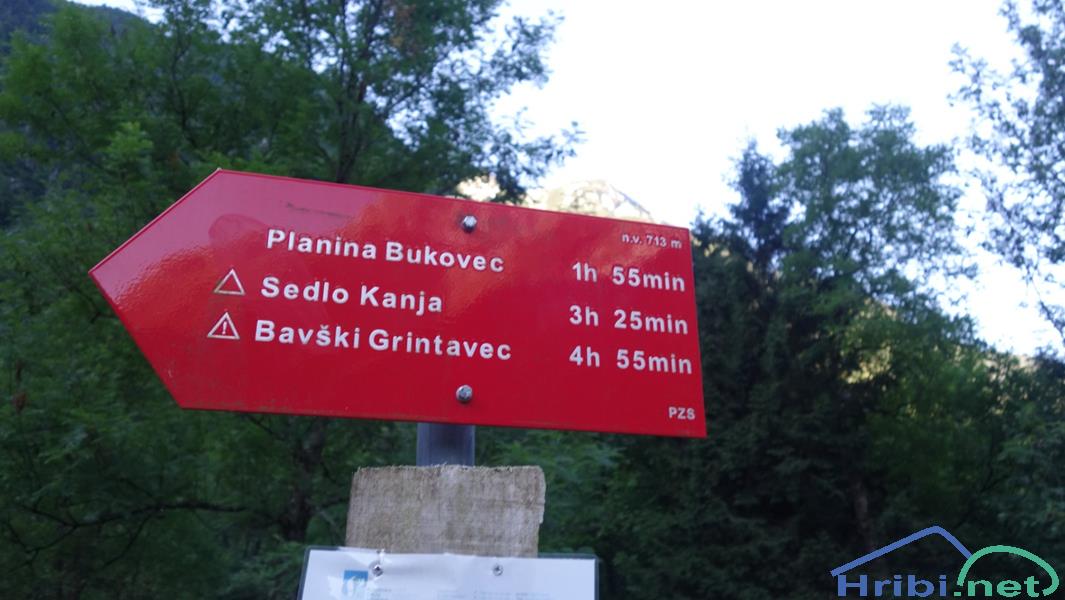 n.v. 713 m
Planina Bukovec 1h 55min
Sedlo Kanja 3h 25min
Bavški Grintavec 4h 55min
PZS
Hribi.net